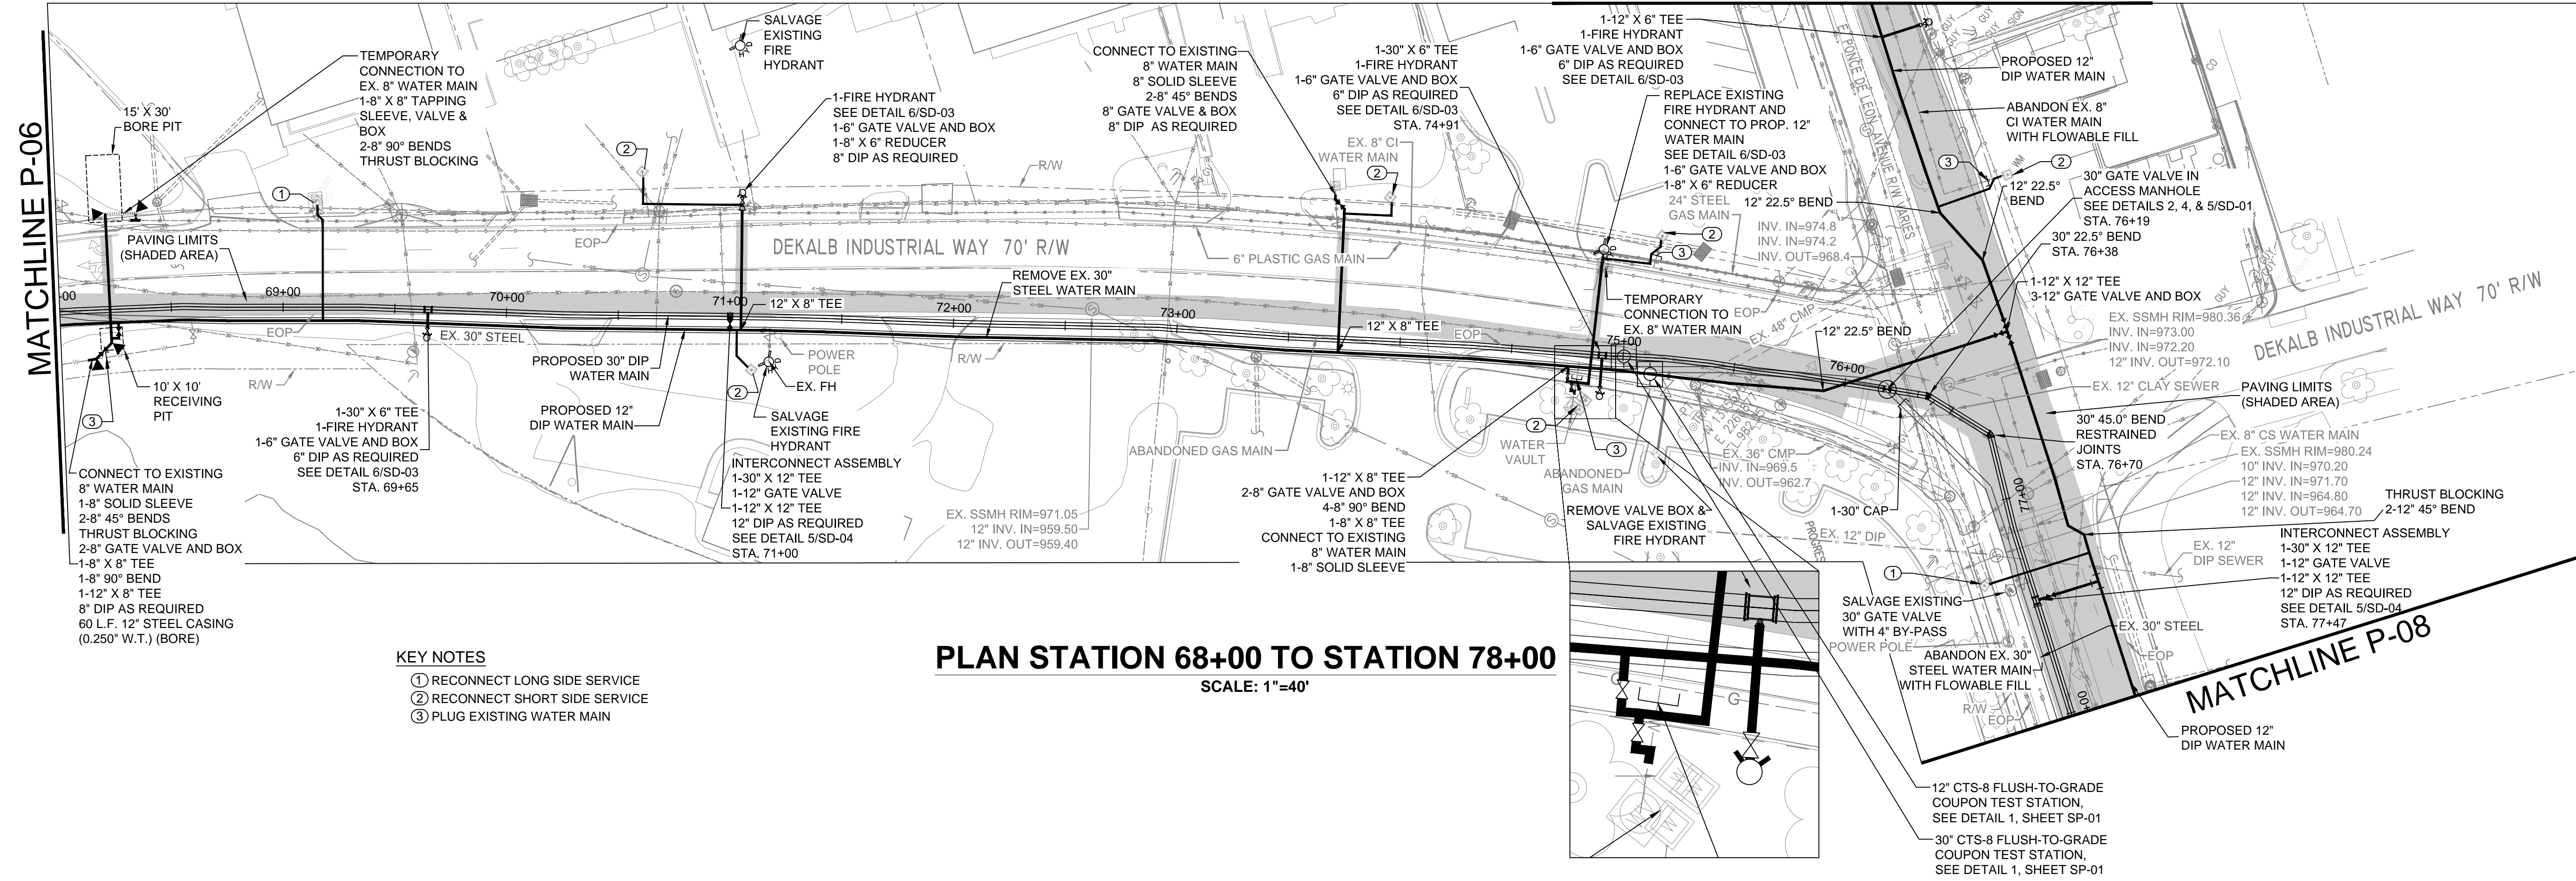 MATCHLINE P-06
TEMPORARY
CONNECTION TO
EX. 8" WATER MAIN
1-8" X 8" TAPPING
SLEEVE, VALVE &
BOX
2-8" 90° BENDS
THRUST BLOCKING
15' X 30'
BORE PIT
PAVING LIMITS
(SHADED AREA)
SALVAGE
EXISTING
FIRE
HYDRANT
1-FIRE HYDRANT
SEE DETAIL 6/SD-03
1-6" GATE VALVE AND BOX
1-8" X 6" REDUCER
8" DIP AS REQUIRED
CONNECT TO EXISTING
8" WATER MAIN
8" SOLID SLEEVE
2-8" 45° BENDS
8" GATE VALVE & BOX
8" DIP AS REQUIRED
1-30" X 6" TEE
1-FIRE HYDRANT
1-6" GATE VALVE AND BOX
6" DIP AS REQUIRED
SEE DETAIL 6/SD-03
STA. 74+91
EX. 8" CI
WATER MAIN
1-12" X 6" TEE
1-FIRE HYDRANT
1-6" GATE VALVE AND BOX
6" DIP AS REQUIRED
SEE DETAIL 6/SD-03
REPLACE EXISTING
FIRE HYDRANT AND
CONNECT TO PROP. 12"
WATER MAIN
SEE DETAIL 6/SD-03
1-6" GATE VALVE AND BOX
1-8" X 6" REDUCER
24" STEEL
GAS MAIN
12" 22.5° BEND
INV. IN=974.8
INV. IN=974.2
INV. OUT=968.4
E. PONCE DE LEON AVENUE R/W VARIES
GUY
GUY
GUY
SIGN
CO
PROPOSED 12"
DIP WATER MAIN
ABANDON EX. 8"
CI WATER MAIN
WITH FLOWABLE FILL
3
2
WM
12" 22.5°
BEND
30" GATE VALVE IN
ACCESS MANHOLE
SEE DETAILS 2, 4, & 5/SD-01
STA. 76+19
30" 22.5° BEND
STA. 76+38
1-12" X 12" TEE
3-12" GATE VALVE AND BOX
GUY
GUY
EX. SSMH RIM=980.36
INV. IN=973.00
INV. IN=972.20
12" INV. OUT=972.10
DEKALB INDUSTRIAL WAY 70' R/W
EX. 12" CLAY SEWER
PAVING LIMITS
(SHADED AREA)
30" 45.0° BEND
RESTRAINED
JOINTS
STA. 76+70
EX. 8" CS WATER MAIN
EX. SSMH RIM=980.24
10" INV. IN=970.20
12" INV. IN=971.70
12" INV. IN=964.80
12" INV. OUT=964.70
THRUST BLOCKING
2-12" 45° BEND
INTERCONNECT ASSEMBLY
1-30" X 12" TEE
1-12" GATE VALVE
1-12" X 12" TEE
12" DIP AS REQUIRED
SEE DETAIL 5/SD-04
STA. 77+47
EX. 12"
DIP SEWER
EX. 30" STEEL
EOP
MATCHLINE P-08
PROPOSED 12"
DIP WATER MAIN
1
2
R/W
2
2
3
EOP
DEKALB INDUSTRIAL WAY 70' R/W
6" PLASTIC GAS MAIN
TEMPORARY
CONNECTION TO
EX. 8" WATER MAIN
EOP
EX. 48" CMP
12" 22.5° BEND
-00
69+00
70+00
71+00
72+00
73+00
75+00
76+00
77+00
REMOVE EX. 30"
STEEL WATER MAIN
12" X 8" TEE
12" X 8" TEE
EOP
EOP
EX. 30" STEEL
R/W
R/W
10' X 10'
RECEIVING
PIT
3
PROPOSED 30" DIP
WATER MAIN
PROPOSED 12"
DIP WATER MAIN
POWER
POLE
EX. FH
2
SALVAGE
EXISTING FIRE
HYDRANT
1-30" X 6" TEE
1-FIRE HYDRANT
1-6" GATE VALVE AND BOX
6" DIP AS REQUIRED
SEE DETAIL 6/SD-03
STA. 69+65
INTERCONNECT ASSEMBLY
1-30" X 12" TEE
1-12" GATE VALVE
1-12" X 12" TEE
12" DIP AS REQUIRED
SEE DETAIL 5/SD-04
STA. 71+00
CONNECT TO EXISTING
8" WATER MAIN
1-8" SOLID SLEEVE
2-8" 45° BENDS
THRUST BLOCKING
2-8" GATE VALVE AND BOX
1-8" X 8" TEE
1-8" 90° BEND
1-12" X 8" TEE
8" DIP AS REQUIRED
60 L.F. 12" STEEL CASING
(0.250" W.T.) (BORE)
EX. SSMH RIM=971.05
12" INV. IN=959.50
12" INV. OUT=959.40
ABANDONED GAS MAIN
1-12" X 8" TEE
2-8" GATE VALVE AND BOX
4-8" 90° BEND
1-8" X 8" TEE
CONNECT TO EXISTING
8" WATER MAIN
1-8" SOLID SLEEVE
2
WATER
VAULT
3
ABANDONED
GAS MAIN
REMOVE VALVE BOX &
SALVAGE EXISTING
FIRE HYDRANT
EX. 36" CMP
INV. IN=969.5
INV. OUT=962.7
1-30" CAP
EX. 12" DIP
1
SALVAGE EXISTING
30" GATE VALVE
WITH 4" BY-PASS
POWER POLE
ABANDON EX. 30"
STEEL WATER MAIN
WITH FLOWABLE FILL
R/W
EOP
G
G
12" CTS-8 FLUSH-TO-GRADE
COUPON TEST STATION,
SEE DETAIL 1, SHEET SP-01
30" CTS-8 FLUSH-TO-GRADE
COUPON TEST STATION,
SEE DETAIL 1, SHEET SP-01
PLAN STATION 68+00 TO STATION 78+00
SCALE: 1"=40'
KEY NOTES
1 RECONNECT LONG SIDE SERVICE
2 RECONNECT SHORT SIDE SERVICE
3 PLUG EXISTING WATER MAIN